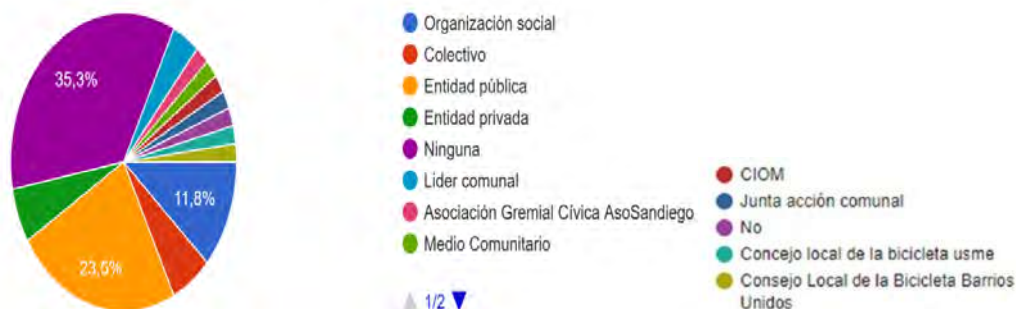 35,3%
11,8%
23,5%
Organización social
Colectivo
Entidad pública
Entidad privada
Ninguna
Lider comunal
Asociación Gremial Cívica AsoSandiego
Medio Comunitario
1/2
CIOM
Junta acción comunal
No
Concejo local de la bicicleta usme
Consejo Local de la Bicicleta Barrios
Unidos